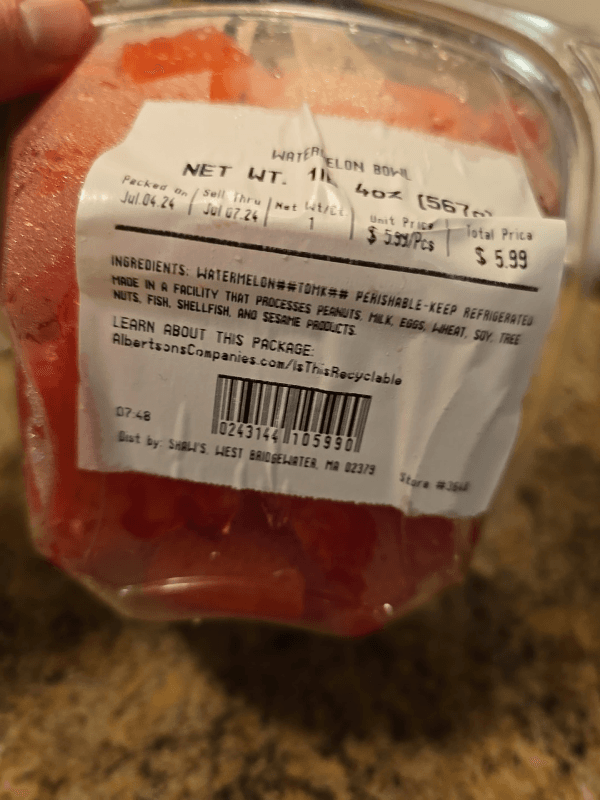 WATERMELON BOWL
NET WT. 1lb 4oz (567g)
Packed On Sell Thru Net Wt/Ct Unit Price Total Price
Jul.04.24 Jul 07.24 1 $ 5.99/Pcs $ 5.99
INGREDIENTS: WATERMELON##TOMK## PERISHABLE-KEEP REFRIGERATED
MADE IN A FACILITY THAT PROCESSES PEANUTS, MILK, EGGS, WHEAT, SOY, TREE
NUTS, FISH, SHELLFISH, AND SESAME PRODUCTS.
LEARN ABOUT THIS PACKAGE:
AlbertsonsCompanies.com/IsThisRecyclable
07:48
0243144 105990
Dist by: SHAW'S, WEST BRIDGEWATER, MA 02379
Store